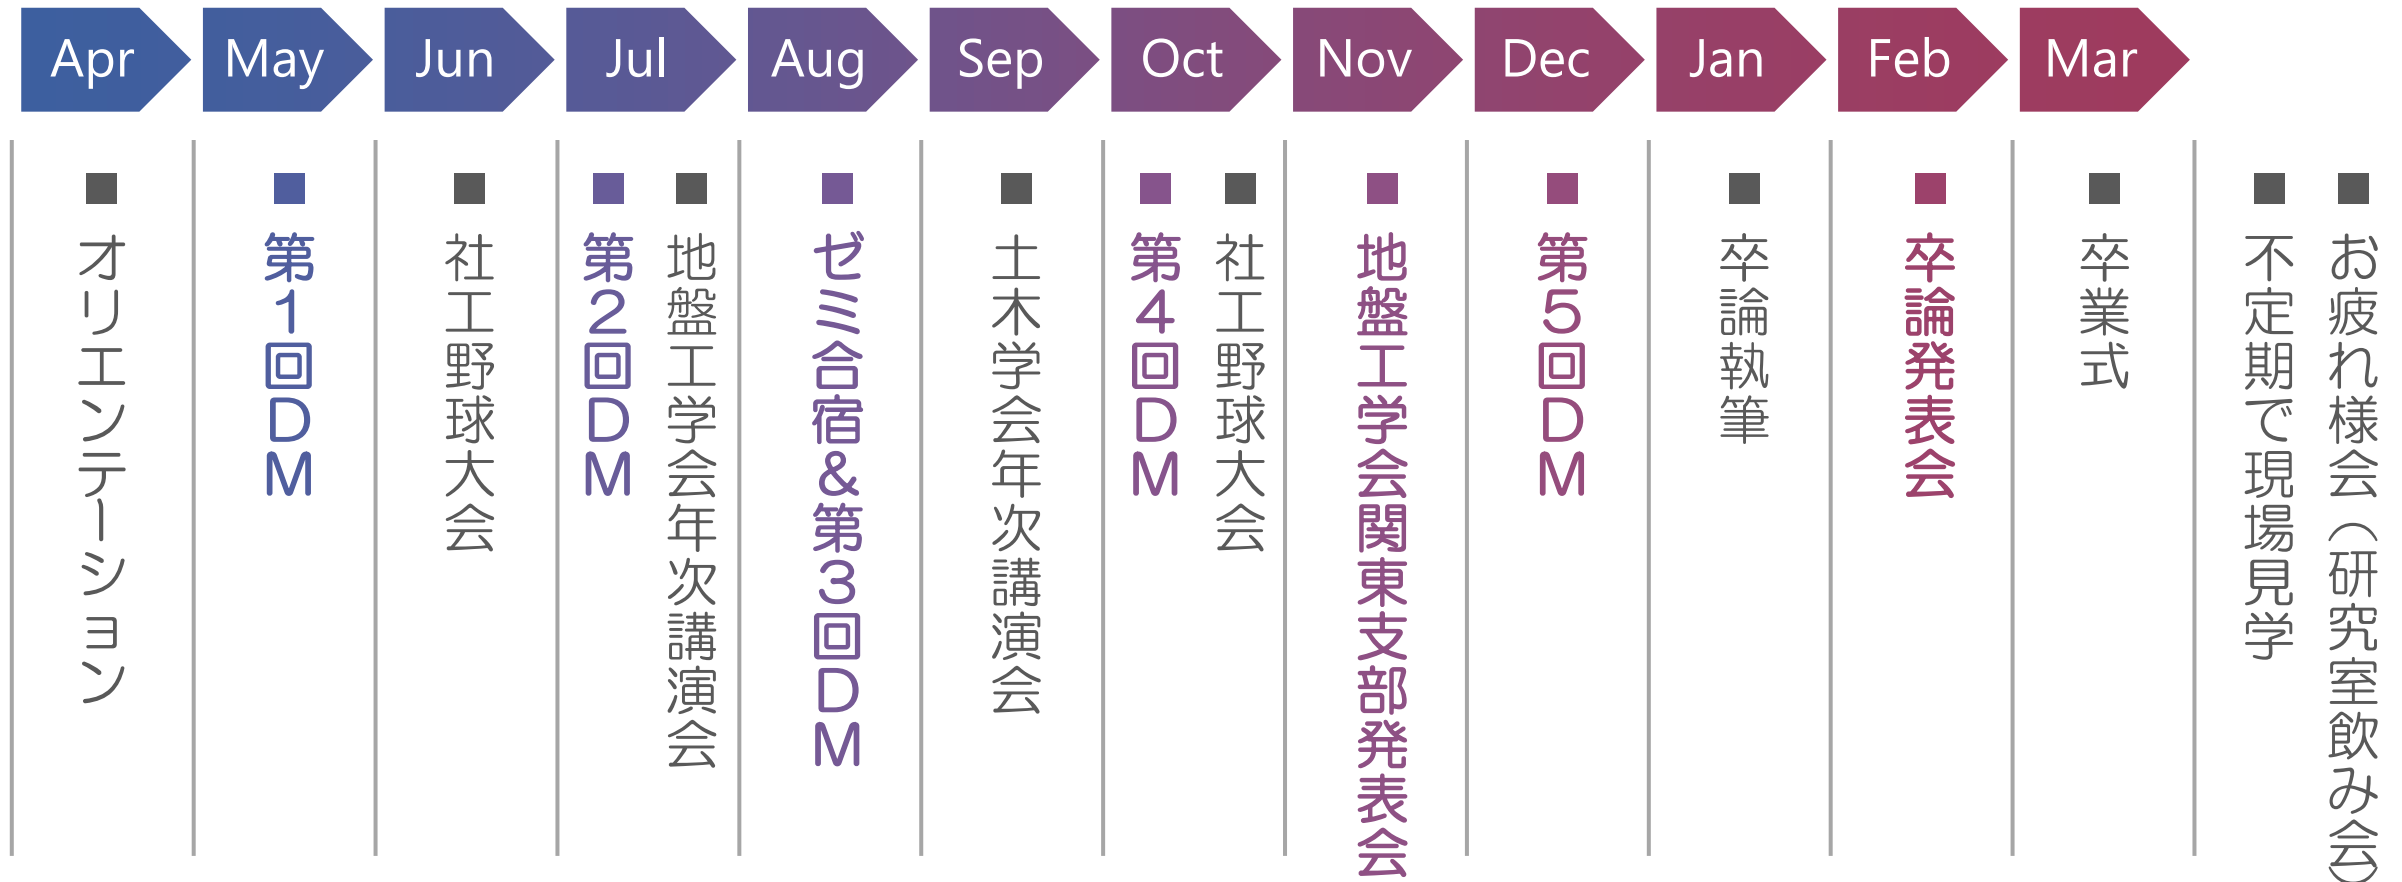 Apr
May
Jun
Jul
Aug
Sep
Oct
Nov
Dec
Jan
Feb
Mar
■オリエンテーション
■第1回DM
■社工野球大会
■地盤工学会年次講演会
■第2回DM
■ゼミ合宿&第3回DM
■土木学会年次講演会
■社工野球大会
■第4回DM
■地盤工学会関東支部発表会
■第5回DM
■卒論執筆
■卒論発表会
■卒業式
■お疲れ様会（研究室飲み会）
■不定期で現場見学